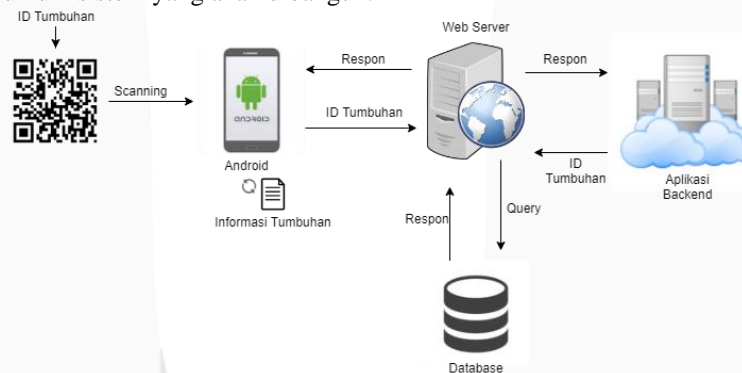 ID Tumbuhan
Web Server
Respon
Respon
Scanning
ID Tumbuhan
ANDROID
Android
ID
Tumbuhan
Aplikasi
Backend
Informasi Tumbuhan
Respon
Query
Database